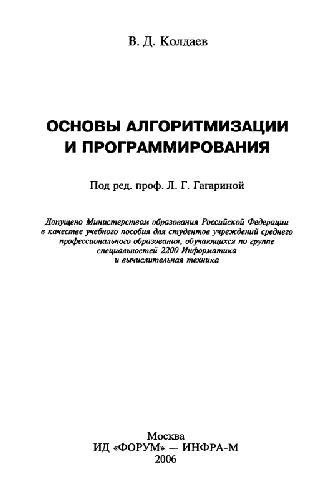 В. Д. Колдаев
ОСНОВЫ АЛГОРИТМИЗАЦИИ
И ПРОГРАММИРОВАНИЯ
Под ред. проф. Л. Г. Гагариной
Допущено Министерством образования Российской Федерации
в качестве учебного пособия для студентов учреждений среднего
профессионального образования, обучающихся по группе
специальностей 2200 Информатика
и вычислительная техника
Москва
ИД «ФОРУМ» — ИНФРА-М
2006